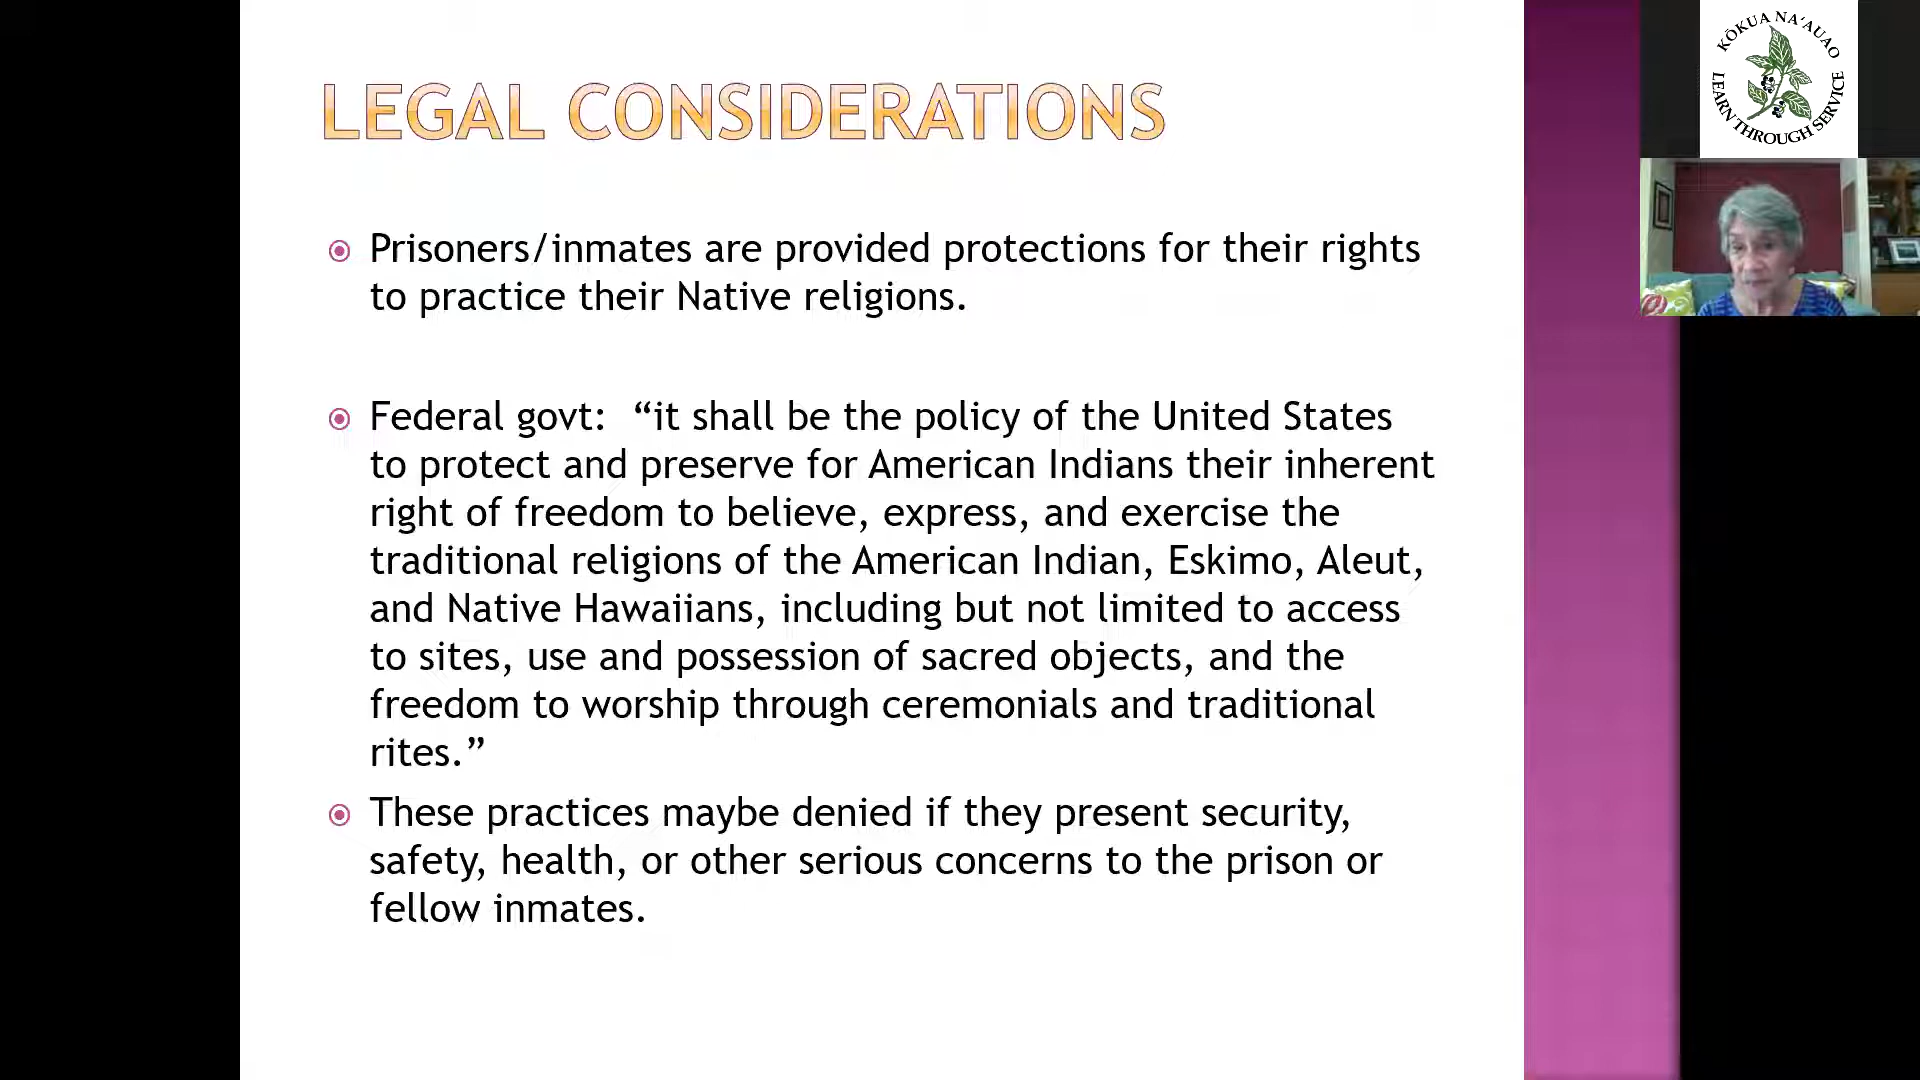 LEGAL CONSIDERATIONS
Prisoners/inmates are provided protections for their rights
to practice their Native religions.
Federal govt: “it shall be the policy of the United States
to protect and preserve for American Indians their inherent
right of freedom to believe, express, and exercise the
traditional religions of the American Indian, Eskimo, Aleut,
and Native Hawaiians, including but not limited to access
to sites, use and possession of sacred objects, and the
freedom to worship through ceremonials and traditional
rites.”
These practices maybe denied if they present security,
safety, health, or other serious concerns to the prison or
fellow inmates.
KŌKUA NAʻAUAO
LEARN THROUGH SERVICE